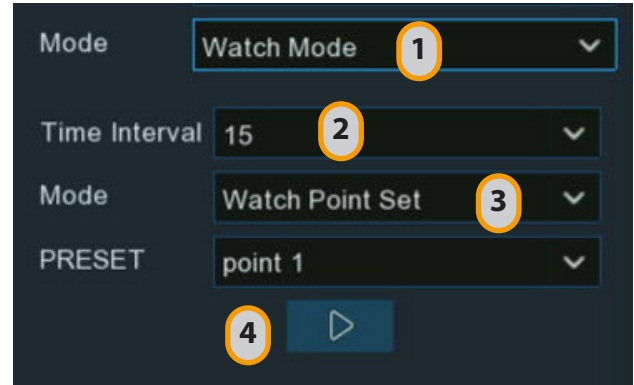 Mode Watch Mode 1
Time Interval 15 2
Mode Watch Point Set 3
PRESET point 1
4